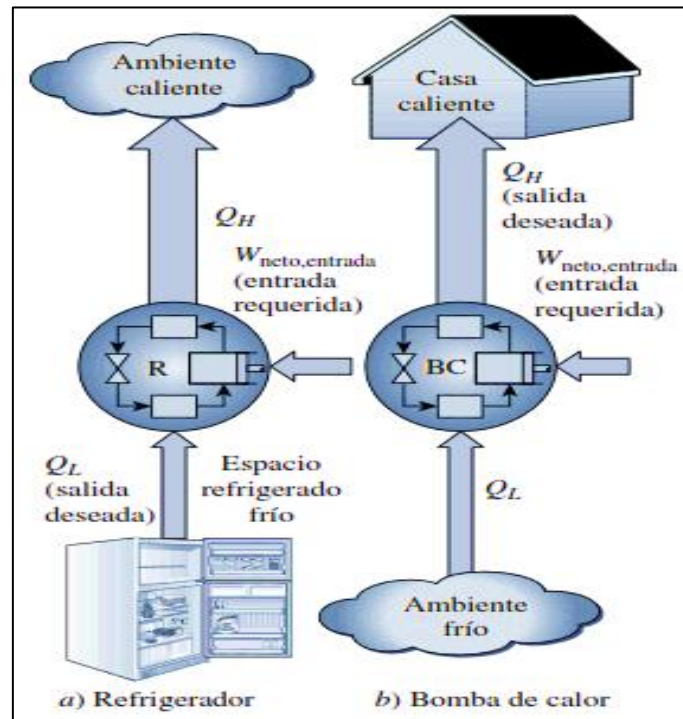 Ambiente
caliente
Q_H
W_neto,entrada
(entrada
requerida)
R
Q_L
(salida
deseada)
Espacio
refrigerado
frío
a) Refrigerador
Casa
caliente
Q_H
(salida
deseada)
W_neto,entrada
(entrada
requerida)
BC
Q_L
Ambiente
frío
b) Bomba de calor